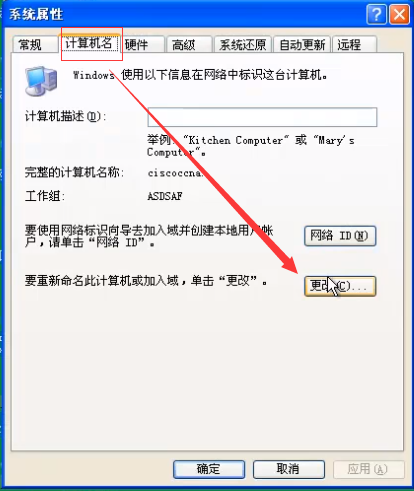 系统属性
常规 计算机名 硬件 高级 系统还原 自动更新 远程
Windows 使用以下信息在网络中标识这台计算机。
计算机描述(D):
举例: "Kitchen Computer" 或 "Mary's
Computer"。
完整的计算机名称: ciscoccna
工作组: ASDSAF
要使用网络标识向导去加入域并创建本地用户帐
户，请单击“网络 ID”。
网络 ID(N)
要重新命名此计算机或加入域，单击“更改”。
更改(C)...
确定 取消 应用(A)